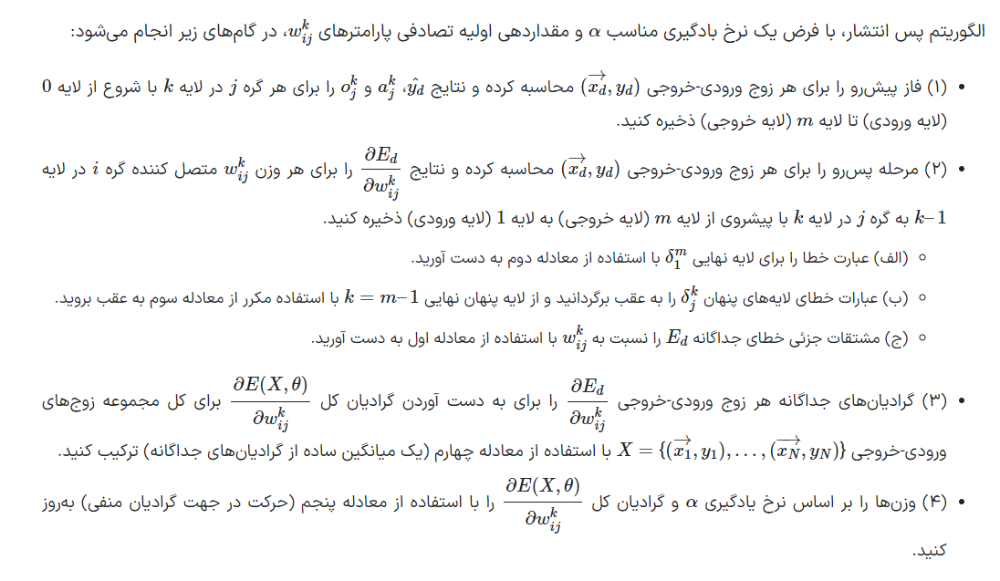 الگوریتم پس انتشار، با فرض یک نرخ یادگیری مناسب α و مقداردهی اولیه تصادفی پارامترهای $w_{ij}^k$، در گام‌های زیر انجام می‌شود:
• (۱) فاز پیش‌رو را برای هر زوج ورودی-خروجی $(\overrightarrow{x_d}, y_d)$ محاسبه کرده و نتایج $\hat{y_d}$، $a_j^k$ و $o_j^k$ را برای هر گره $j$ در لایه $k$ با شروع از لایه 0
(لایه ورودی) تا لایه $m$ (لایه خروجی) ذخیره کنید.
• (۲) مرحله پس‌رو را برای هر زوج ورودی-خروجی $(\overrightarrow{x_d}, y_d)$ محاسبه کرده و نتایج $\frac{\partial E_d}{\partial w_{ij}^k}$ را برای هر وزن $w_{ij}^k$ متصل کننده گره $i$ در لایه
$k–1$ به گره $j$ در لایه $k$ با پیشروی از لایه $m$ (لایه خروجی) به لایه 1 (لایه ورودی) ذخیره کنید.
◦ (الف) عبارت خطا را برای لایه نهایی $\delta_1^m$ با استفاده از معادله دوم به دست آورید.
◦ (ب) عبارات خطای لایه‌های پنهان $\delta_j^k$ را به عقب برگردانید و از لایه پنهان نهایی $k = m–1$ با استفاده مکرر از معادله سوم به عقب بروید.
◦ (ج) مشتقات جزئی خطای جداگانه $E_d$ را نسبت به $w_{ij}^k$ با استفاده از معادله اول به دست آورید.
• (۳) گرادیان‌های جداگانه هر زوج ورودی-خروجی $\frac{\partial E_d}{\partial w_{ij}^k}$ را برای به دست آوردن گرادیان کل $\frac{\partial E(X, \theta)}{\partial w_{ij}^k}$ برای کل مجموعه زوج‌های
ورودی-خروجی $X = \{(\overrightarrow{x_1}, y_1), \ldots, (\overrightarrow{x_N}, y_N)\}$ با استفاده از معادله چهارم (یک میانگین ساده از گرادیان‌های جداگانه) ترکیب کنید.
• (۴) وزن‌ها را بر اساس نرخ یادگیری α و گرادیان کل $\frac{\partial E(X, \theta)}{\partial w_{ij}^k}$ را با استفاده از معادله پنجم (حرکت در جهت گرادیان منفی) به‌روز
کنید.